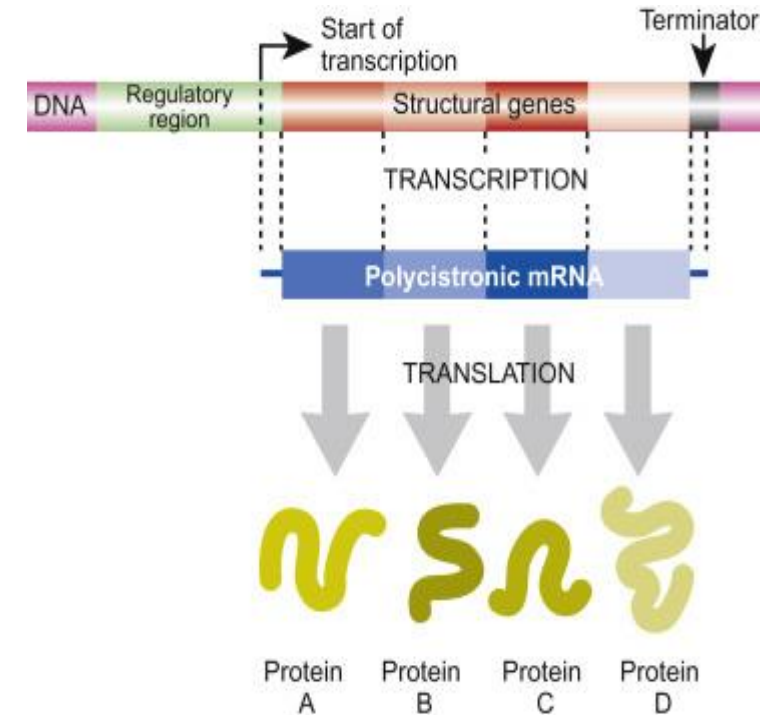 Start of
transcription
Terminator
DNA
Regulatory
region
Structural genes
TRANSCRIPTION
Polycistronic mRNA
TRANSLATION
Protein
A
Protein
B
Protein
C
Protein
D